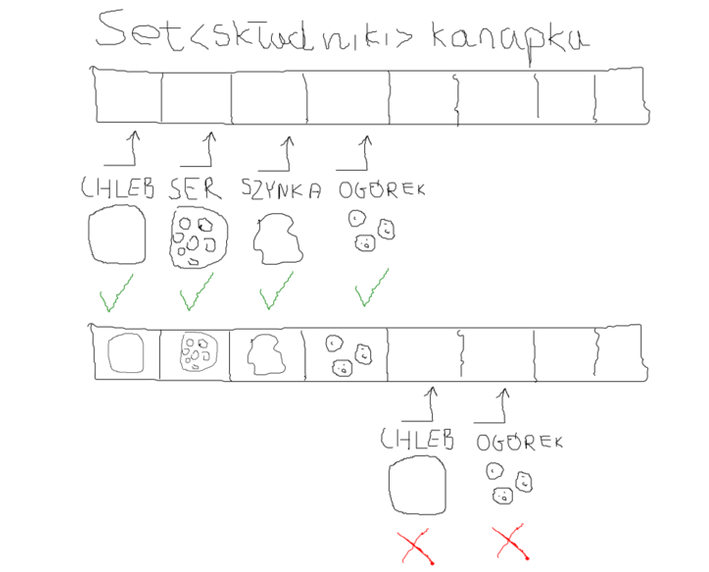 Set<składniki> kanapka
CHLEB SER SZYNKA OGÓREK
CHLEB OGÓREK